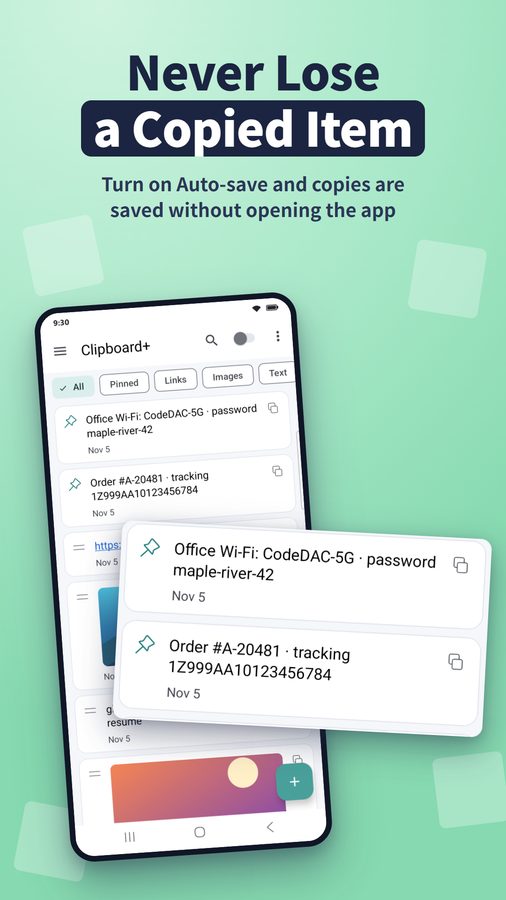 Never Lose
a Copied Item
Turn on Auto-save and copies are
saved without opening the app
9:30
Clipboard+
All
Pinned
Links
Images
Text
Office Wi-Fi: CodeDAC-5G · password
maple-river-42
Nov 5
Order #A-20481 · tracking
1Z999AA10123456784
Nov 5
https:
Nov 5
Office Wi-Fi: CodeDAC-5G · password
maple-river-42
Nov 5
Order #A-20481 · tracking
1Z999AA10123456784
Nov 5
No
g
resume
Nov 5
+